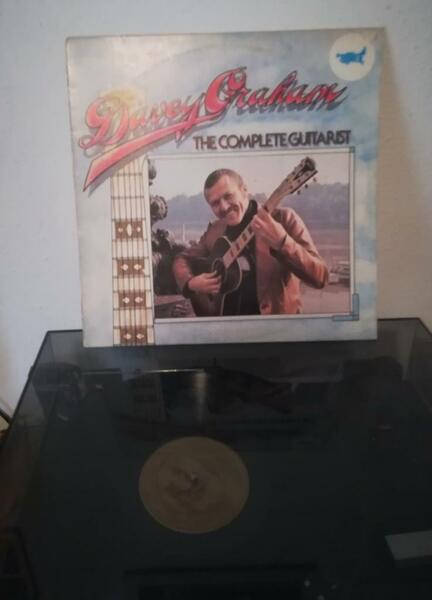 Davey Graham
THE COMPLETE GUITARIST